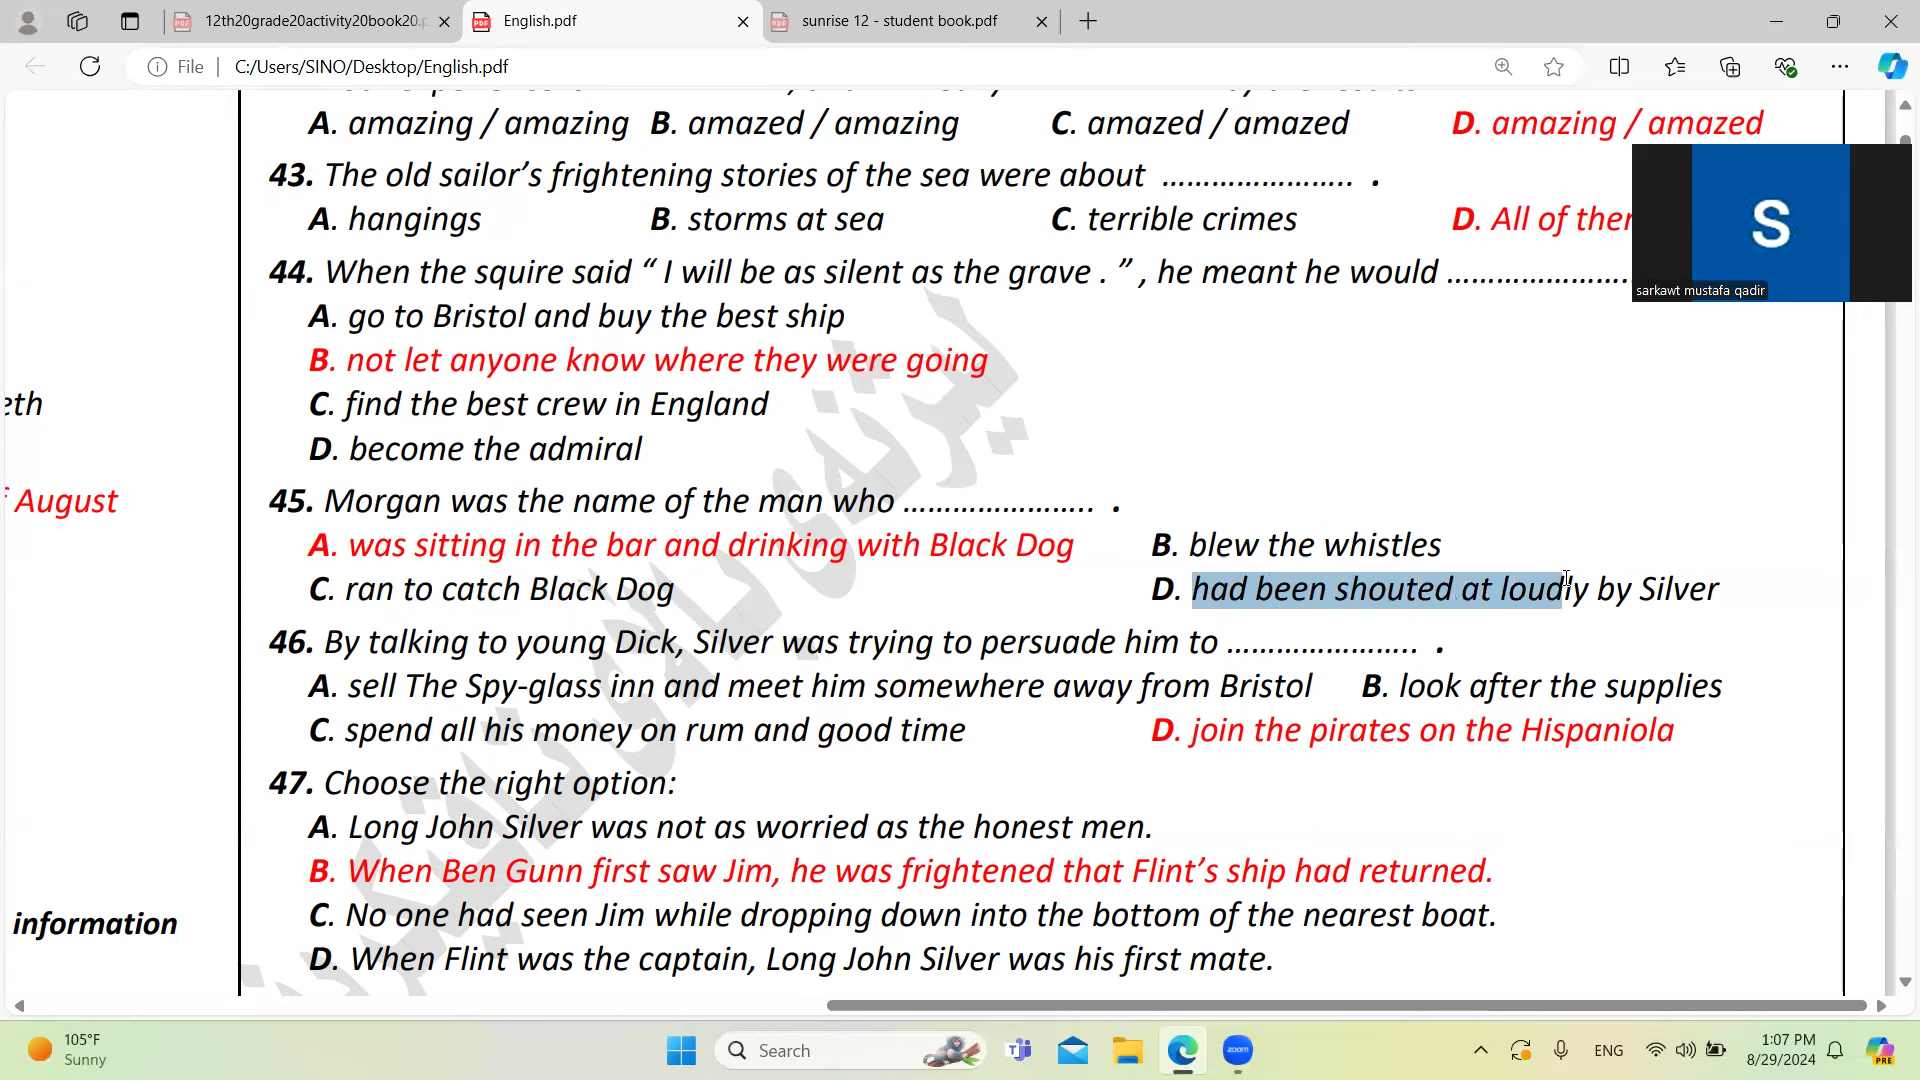 12th20grade20activity20book20.p
English.pdf
sunrise 12 - student book.pdf
File
C:/Users/SINO/Desktop/English.pdf
A. amazing / amazing B. amazed / amazing C. amazed / amazed D. amazing / amazed
43. The old sailor’s frightening stories of the sea were about ………………….. .
A. hangings B. storms at sea C. terrible crimes D. All of them
S
sarkawt mustafa qadir
44. When the squire said “ I will be as silent as the grave . ” , he meant he would …………………
A. go to Bristol and buy the best ship
B. not let anyone know where they were going
C. find the best crew in England
D. become the admiral
45. Morgan was the name of the man who ………………….. .
A. was sitting in the bar and drinking with Black Dog B. blew the whistles
C. ran to catch Black Dog D. had been shouted at loudly by Silver
46. By talking to young Dick, Silver was trying to persuade him to ………………….. .
A. sell The Spy-glass inn and meet him somewhere away from Bristol B. look after the supplies
C. spend all his money on rum and good time D. join the pirates on the Hispaniola
47. Choose the right option:
A. Long John Silver was not as worried as the honest men.
B. When Ben Gunn first saw Jim, he was frightened that Flint’s ship had returned.
C. No one had seen Jim while dropping down into the bottom of the nearest boat.
D. When Flint was the captain, Long John Silver was his first mate.
eth
August
information
105°F
Sunny
Search
zoom
ENG
1:07 PM
8/29/2024
PRE